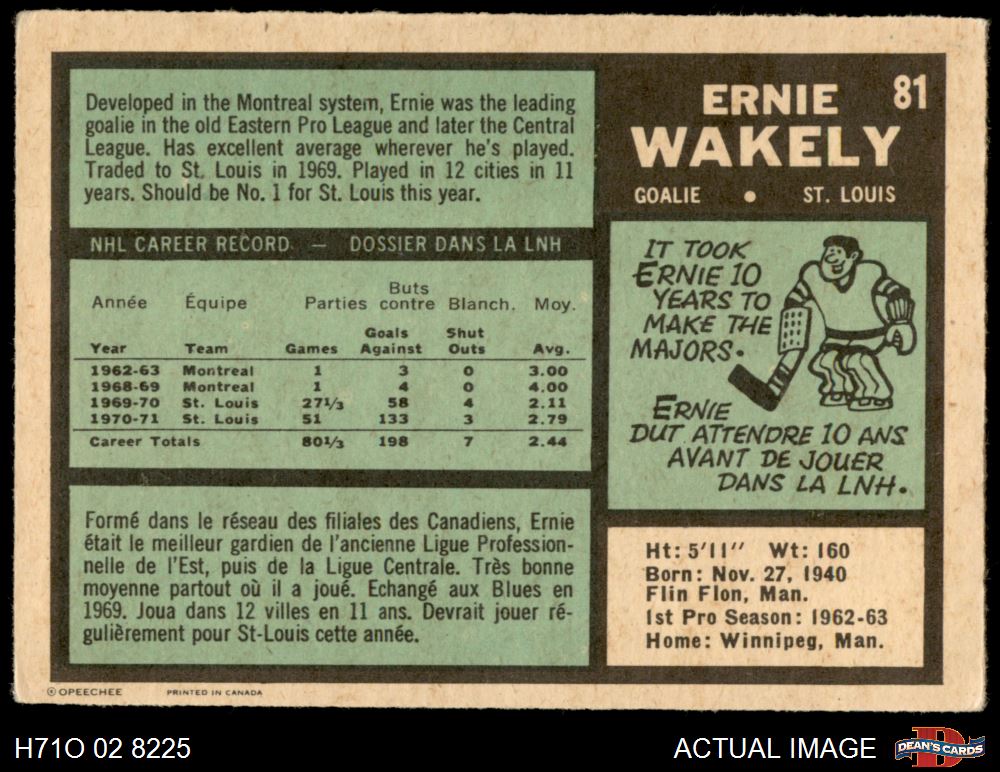 Developed in the Montreal system, Ernie was the leading
goalie in the old Eastern Pro League and later the Central
League. Has excellent average wherever he's played.
Traded to St. Louis in 1969. Played in 12 cities in 11
years. Should be No. 1 for St. Louis this year.
81
ERNIE
WAKELY
GOALIE • ST. LOUIS
NHL CAREER RECORD — DOSSIER DANS LA LNH
Année Équipe Parties Buts contre Blanch. Moy.
Year Team Games Goals Against Shut Outs Avg.
1962-63 Montreal 1 3 0 3.00
1968-69 Montreal 1 4 0 4.00
1969-70 St. Louis 27 1/3 58 4 2.11
1970-71 St. Louis 51 133 3 2.79
Career Totals 80 1/3 198 7 2.44
IT TOOK
ERNIE 10
YEARS TO
MAKE THE
MAJORS.
ERNIE
DUT ATTENDRE 10 ANS
AVANT DE JOUER
DANS LA LNH.
Formé dans le réseau des filiales des Canadiens, Ernie
était le meilleur gardien de l'ancienne Ligue Profession-
nelle de l'Est, puis de la Ligue Centrale. Très bonne
moyenne partout où il a joué. Echangé aux Blues en
1969. Joua dans 12 villes en 11 ans. Devrait jouer ré-
gulièrement pour St-Louis cette année.
Ht: 5'11" Wt: 160
Born: Nov. 27, 1940
Flin Flon, Man.
1st Pro Season: 1962-63
Home: Winnipeg, Man.
© OPEECHEE PRINTED IN CANADA
H71O 02 8225
ACTUAL IMAGE
D
DEAN'S CARDS